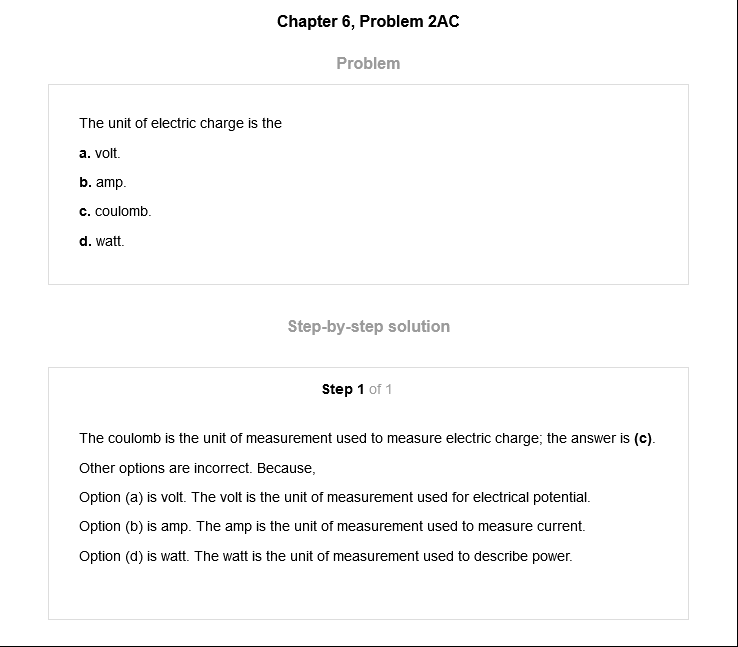 Chapter 6, Problem 2AC
Problem
The unit of electric charge is the
a. volt.
b. amp.
c. coulomb.
d. watt.
Step-by-step solution
Step 1 of 1
The coulomb is the unit of measurement used to measure electric charge; the answer is (c).
Other options are incorrect. Because,
Option (a) is volt. The volt is the unit of measurement used for electrical potential.
Option (b) is amp. The amp is the unit of measurement used to measure current.
Option (d) is watt. The watt is the unit of measurement used to describe power.